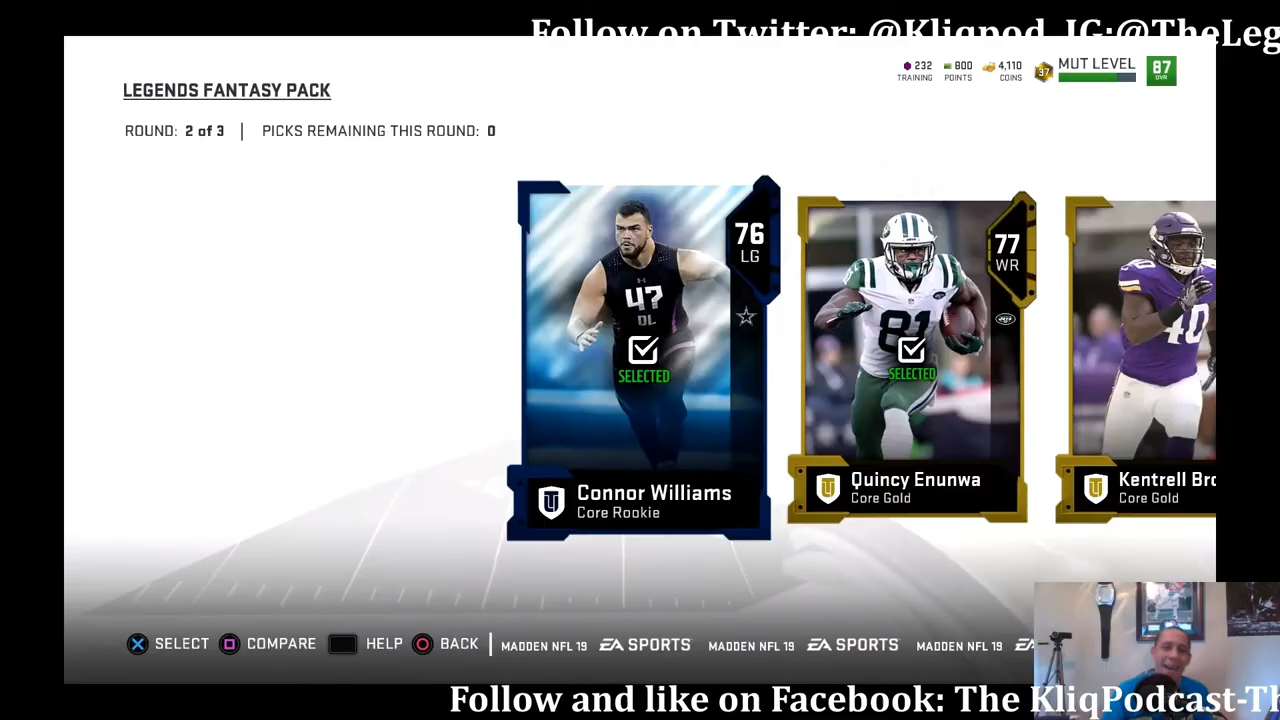 Follow on Twitter: @Kliqpod IG:@TheLeg
LEGENDS FANTASY PACK
232 TRAINING
800 POINTS
4,110 COINS
37
MUT LEVEL
87 OVR
ROUND: 2 of 3 | PICKS REMAINING THIS ROUND: 0
76
LG
47
DL
SELECTED
Connor Williams
Core Rookie
77
WR
81
SELECTED
Quincy Enunwa
Core Gold
40
Kentrell Bro
Core Gold
SELECT COMPARE HELP BACK | MADDEN NFL 19 EA SPORTS MADDEN NFL 19 EA SPORTS MADDEN NFL 19 EA
Follow and like on Facebook: The KliqPodcast-Th